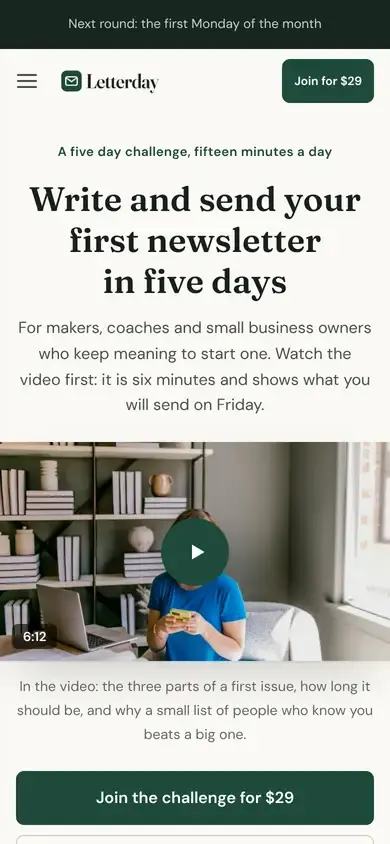 Next round: the first Monday of the month
Letterday
Join for $29
A five day challenge, fifteen minutes a day
Write and send your
first newsletter
in five days
For makers, coaches and small business owners
who keep meaning to start one. Watch the
video first: it is six minutes and shows what you
will send on Friday.
6:12
In the video: the three parts of a first issue, how long it
should be, and why a small list of people who know you
beats a big one.
Join the challenge for $29